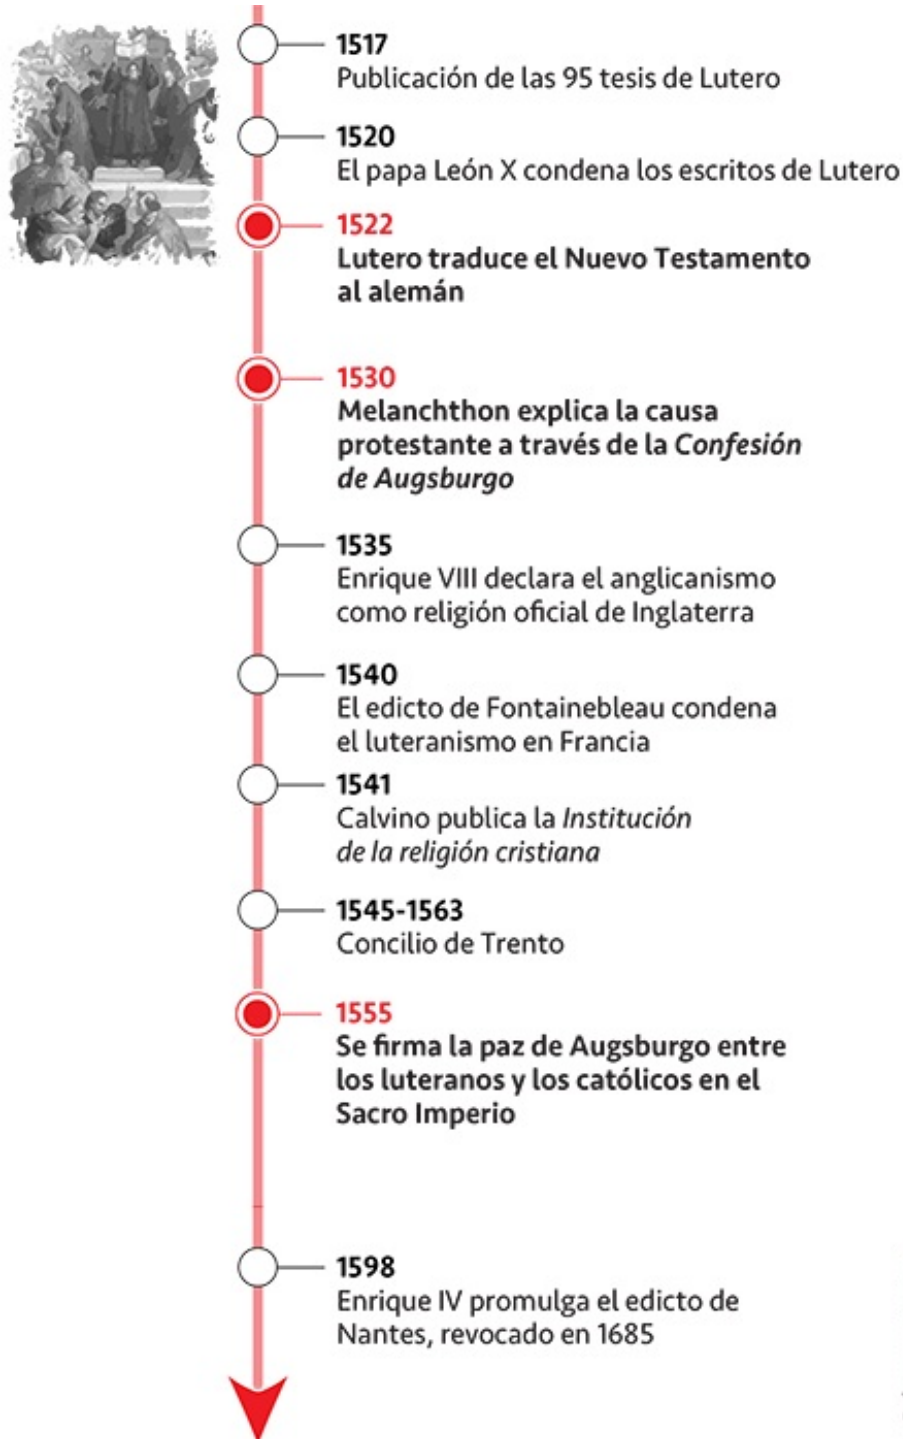 1517
Publicación de las 95 tesis de Lutero
1520
El papa León X condena los escritos de Lutero
1522
Lutero traduce el Nuevo Testamento
al alemán
1530
Melanchthon explica la causa
protestante a través de la Confesión
de Augsburgo
1535
Enrique VIII declara el anglicanismo
como religión oficial de Inglaterra
1540
El edicto de Fontainebleau condena
el luteranismo en Francia
1541
Calvino publica la Institución
de la religión cristiana
1545-1563
Concilio de Trento
1555
Se firma la paz de Augsburgo entre
los luteranos y los católicos en el
Sacro Imperio
1598
Enrique IV promulga el edicto de
Nantes, revocado en 1685